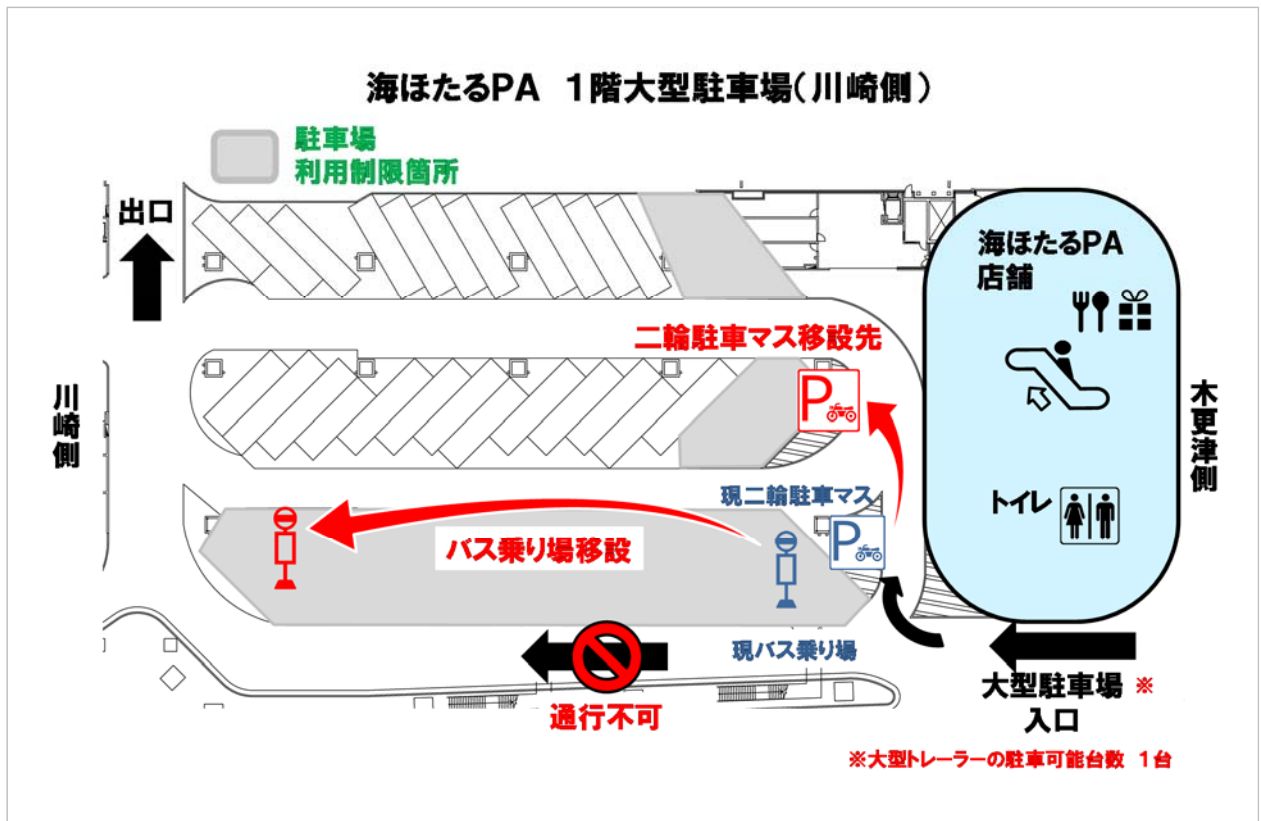 海ほたるPA　1階大型駐車場(川崎側)
駐車場
利用制限箇所
出口
海ほたるPA
店舗
二輪駐車マス移設先
P
川崎側
木更津側
現二輪駐車マス
P
トイレ
バス乗り場移設
現バス乗り場
通行不可
大型駐車場 ※
入口
※大型トレーラーの駐車可能台数 1台